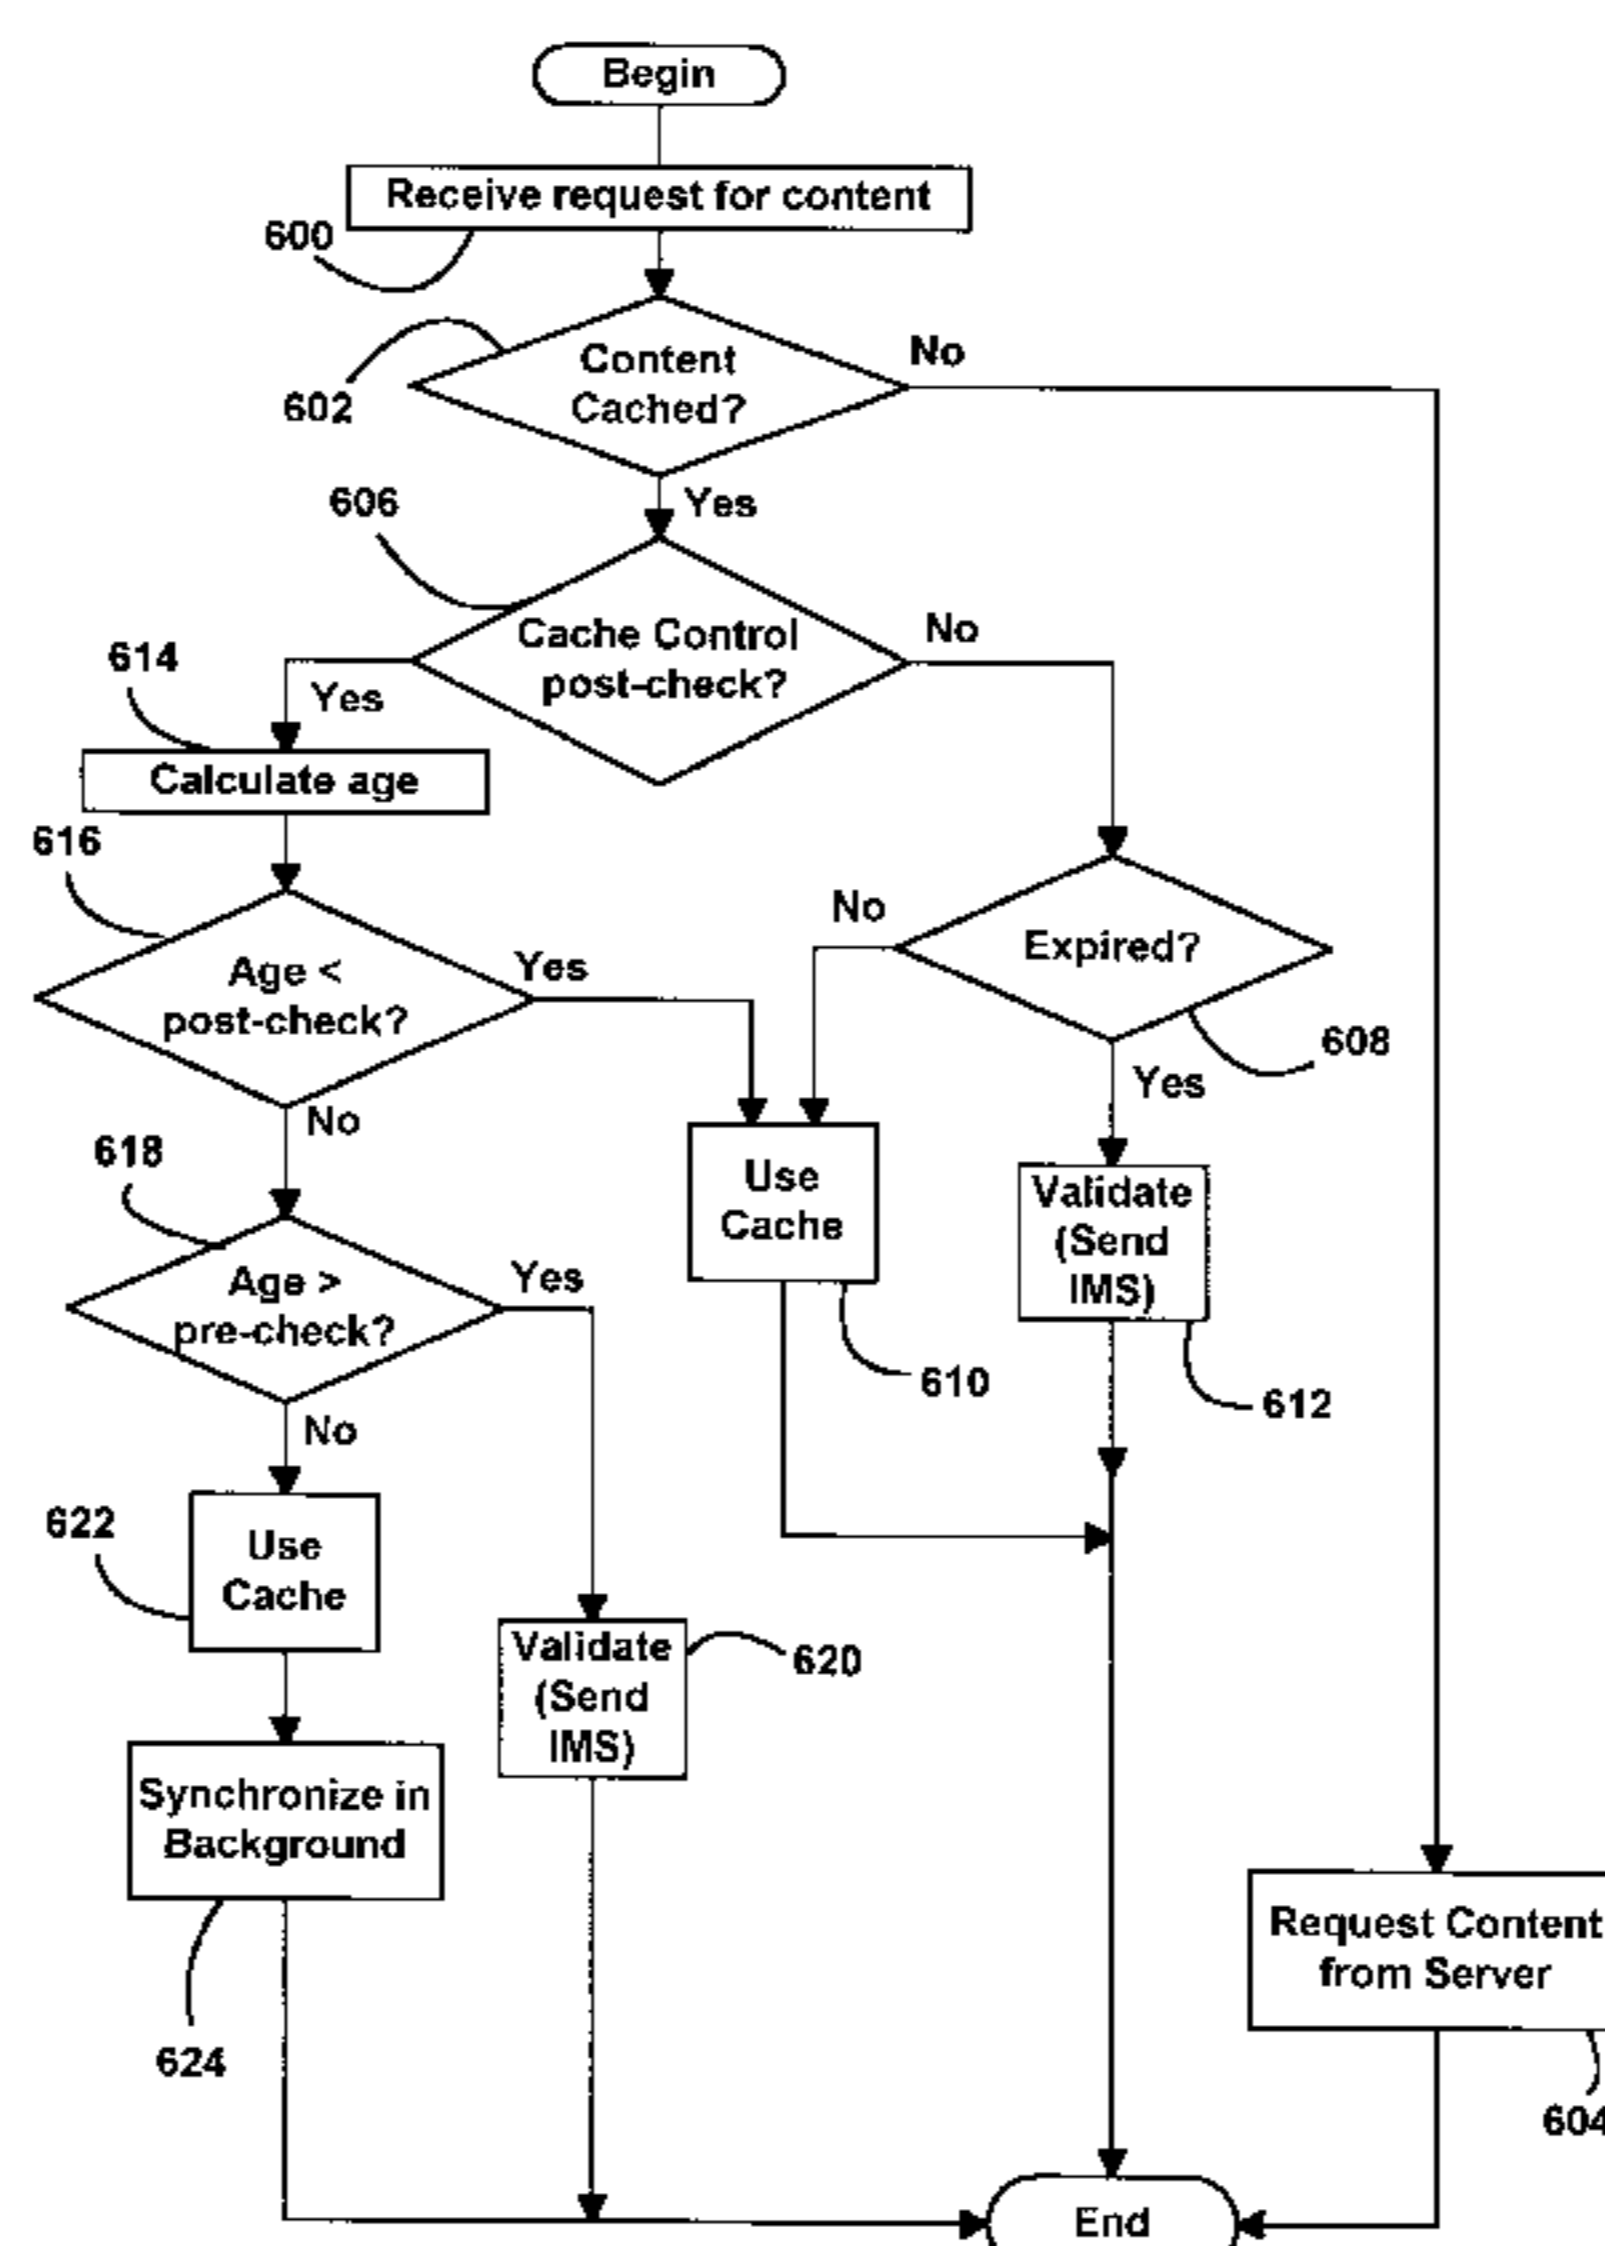 Begin
Receive request for content
600
Content
Cached?
No
602
606
Yes
Cache Control
post-check?
No
614
Yes
Calculate age
616
Age <
post-check?
Yes
No
Expired?
608
Yes
No
618
Use
Cache
Validate
(Send
IMS)
Age >
pre-check?
Yes
610
612
No
622
Use
Cache
Validate
(Send
IMS)
620
Synchronize in
Background
Request Content
from Server
624
604
End